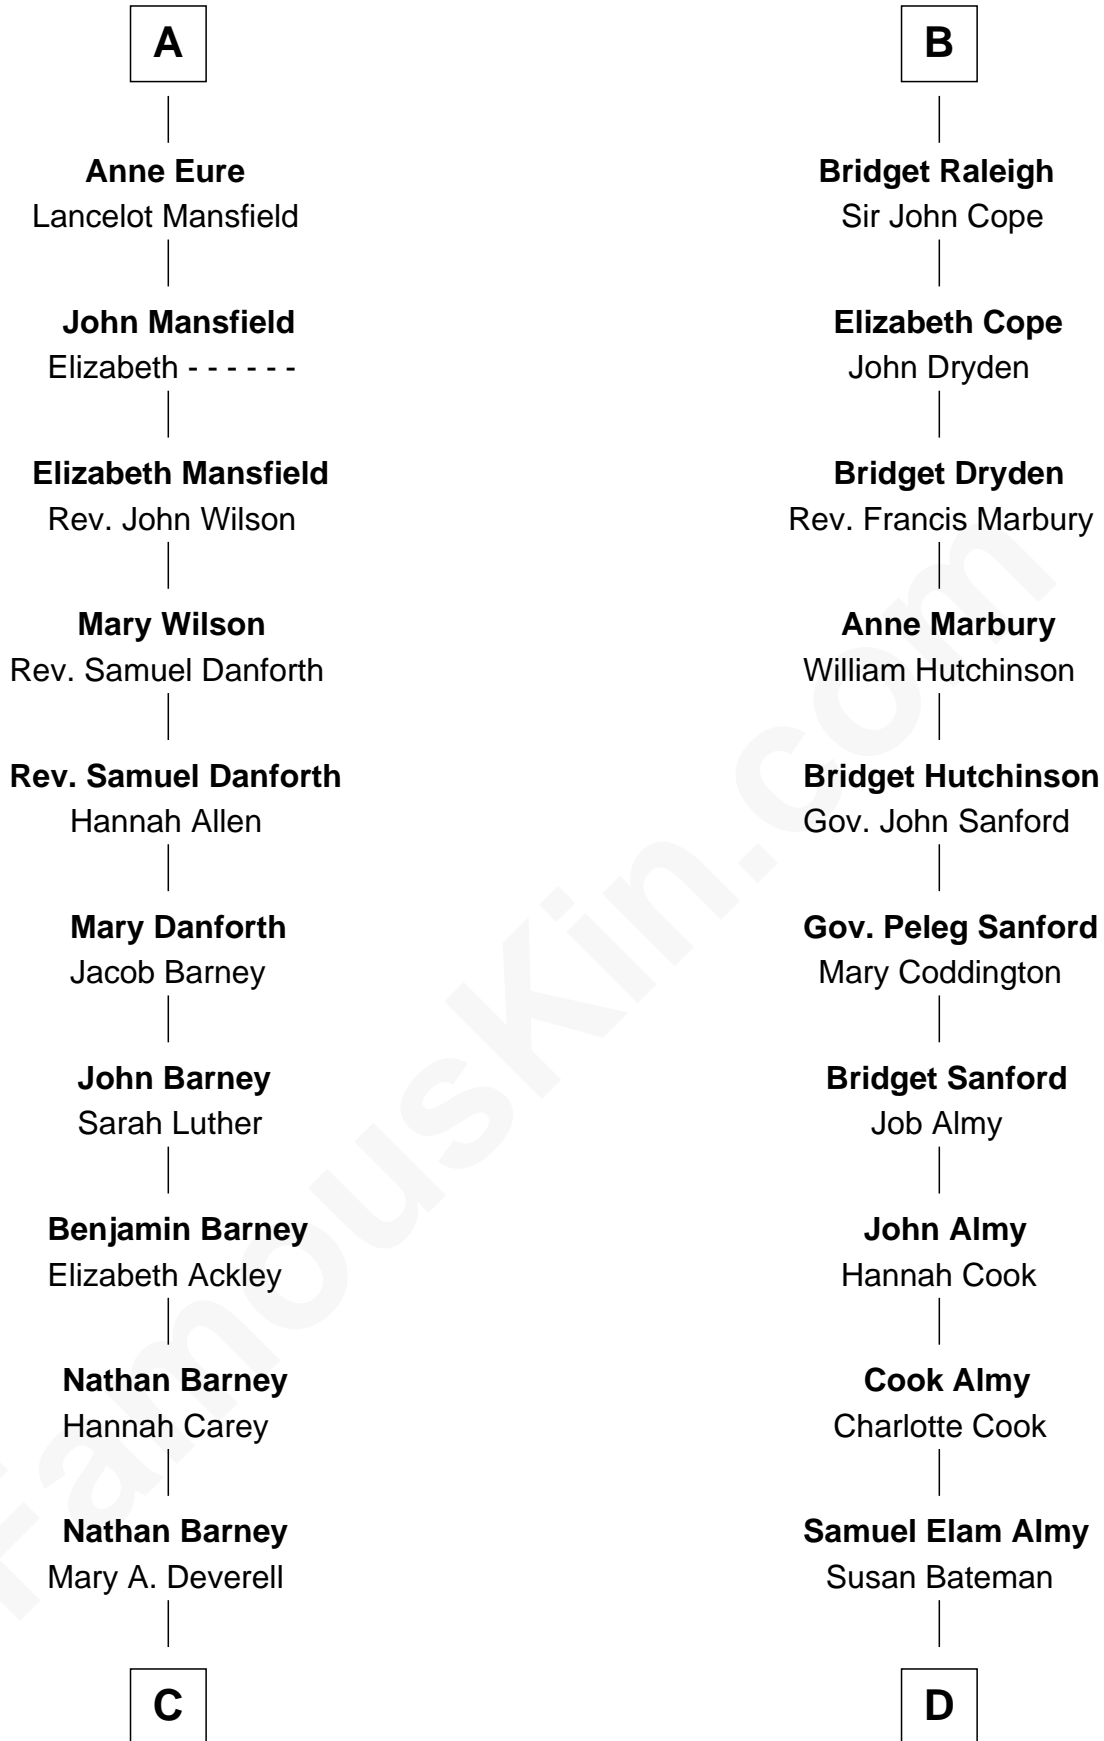 A
Anne Eure
Lancelot Mansfield
John Mansfield
Elizabeth - - - - - -
Elizabeth Mansfield
Rev. John Wilson
Mary Wilson
Rev. Samuel Danforth
Rev. Samuel Danforth
Hannah Allen
Mary Danforth
Jacob Barney
John Barney
Sarah Luther
Benjamin Barney
Elizabeth Ackley
Nathan Barney
Hannah Carey
Nathan Barney
Mary A. Deverell
C
B
Bridget Raleigh
Sir John Cope
Elizabeth Cope
John Dryden
Bridget Dryden
Rev. Francis Marbury
Anne Marbury
William Hutchinson
Bridget Hutchinson
Gov. John Sanford
Gov. Peleg Sanford
Mary Coddington
Bridget Sanford
Job Almy
John Almy
Hannah Cook
Cook Almy
Charlotte Cook
Samuel Elam Almy
Susan Bateman
D
FamousKin.com